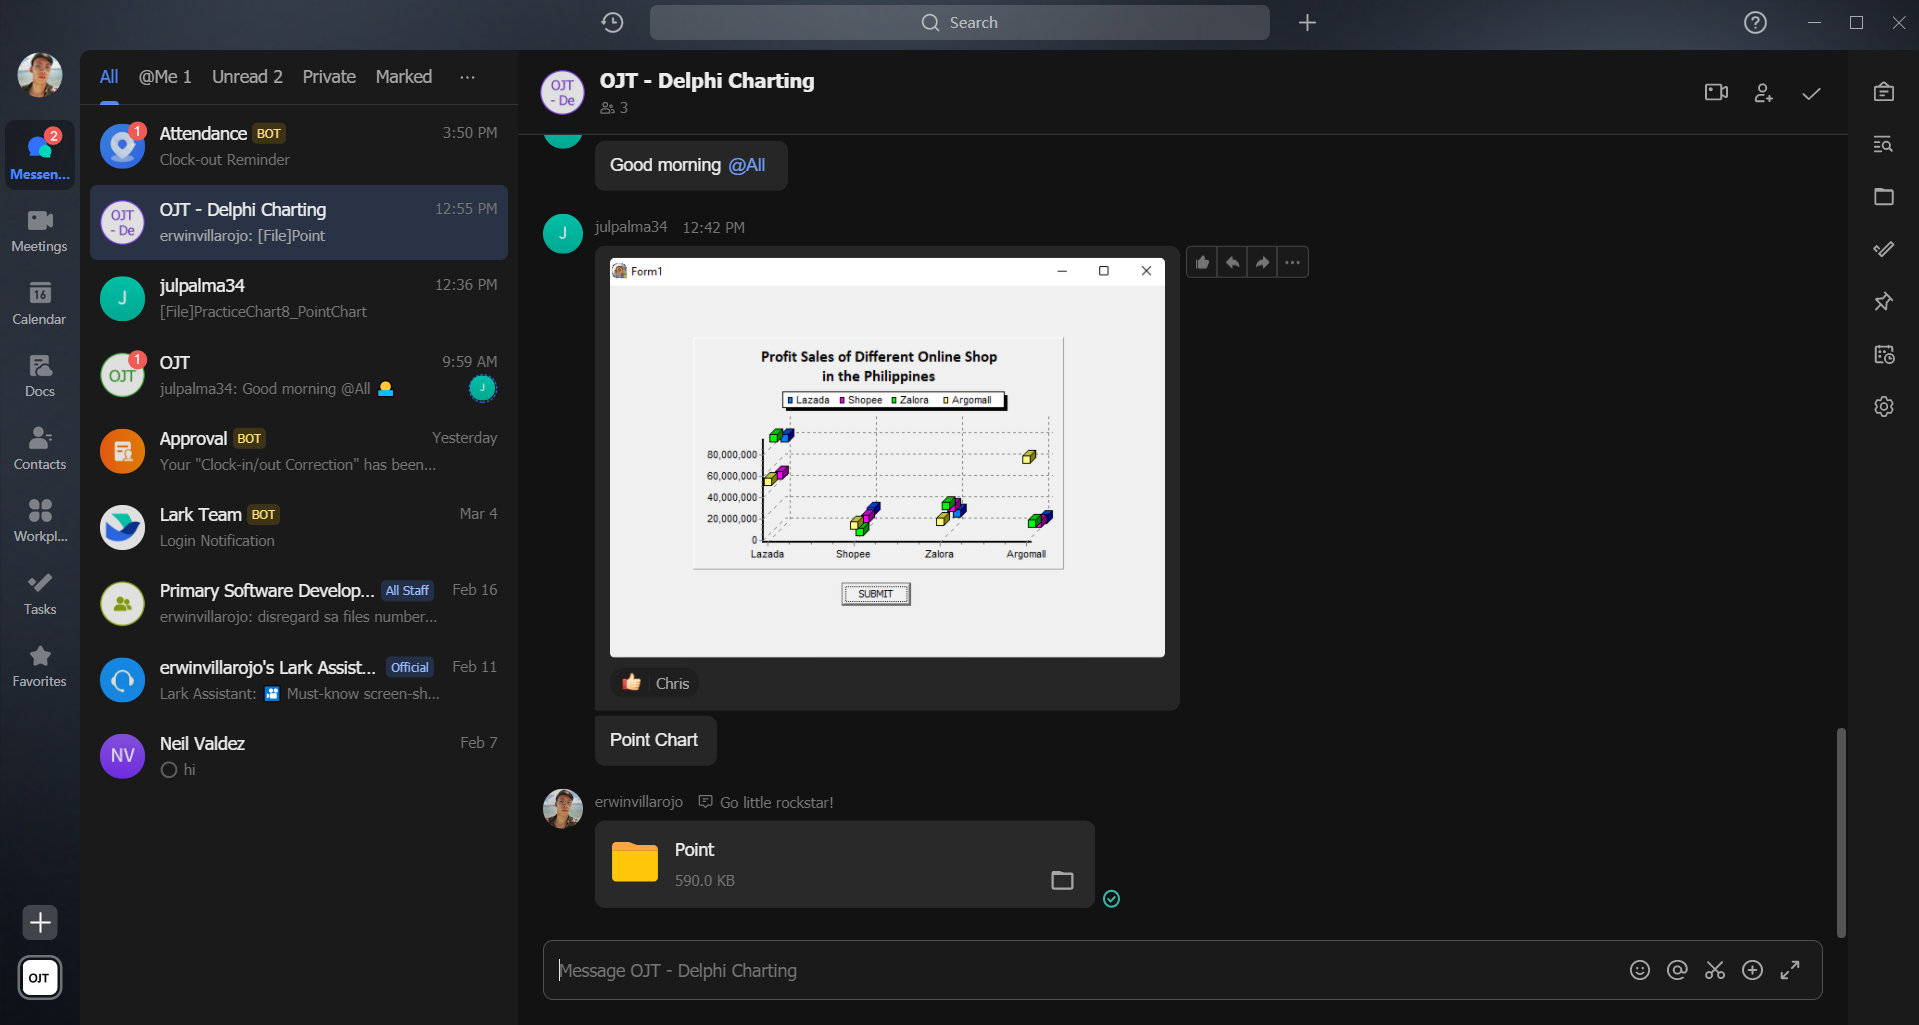 Search
Messen...
2
Meetings
16
Calendar
Docs
Contacts
Workpl...
Tasks
Favorites
OJT
All @Me 1 Unread 2 Private Marked ...
1
Attendance BOT 3:50 PM
Clock-out Reminder
OJT
- De
OJT - Delphi Charting 12:55 PM
erwinvillarojo: [File]Point
J
julpalma34 12:36 PM
[File]PracticeChart8_PointChart
1
OJT
OJT 9:59 AM
julpalma34: Good morning @All
J
Approval BOT Yesterday
Your "Clock-in/out Correction" has been...
Lark Team BOT Mar 4
Login Notification
Primary Software Develop... All Staff Feb 16
erwinvillarojo: disregard sa files number...
erwinvillarojo's Lark Assist... Official Feb 11
Lark Assistant: Must-know screen-sh...
NV
Neil Valdez Feb 7
hi
OJT
- De
OJT - Delphi Charting
3
Good morning @All
J
julpalma34 12:42 PM
Form1
Profit Sales of Different Online Shop
in the Philippines
Lazada Shopee Zalora Argomall
80,000,000
60,000,000
40,000,000
20,000,000
0
Lazada Shopee Zalora Argomall
SUBMIT
Chris
Point Chart
erwinvillarojo Go little rockstar!
Point
590.0 KB
Message OJT - Delphi Charting